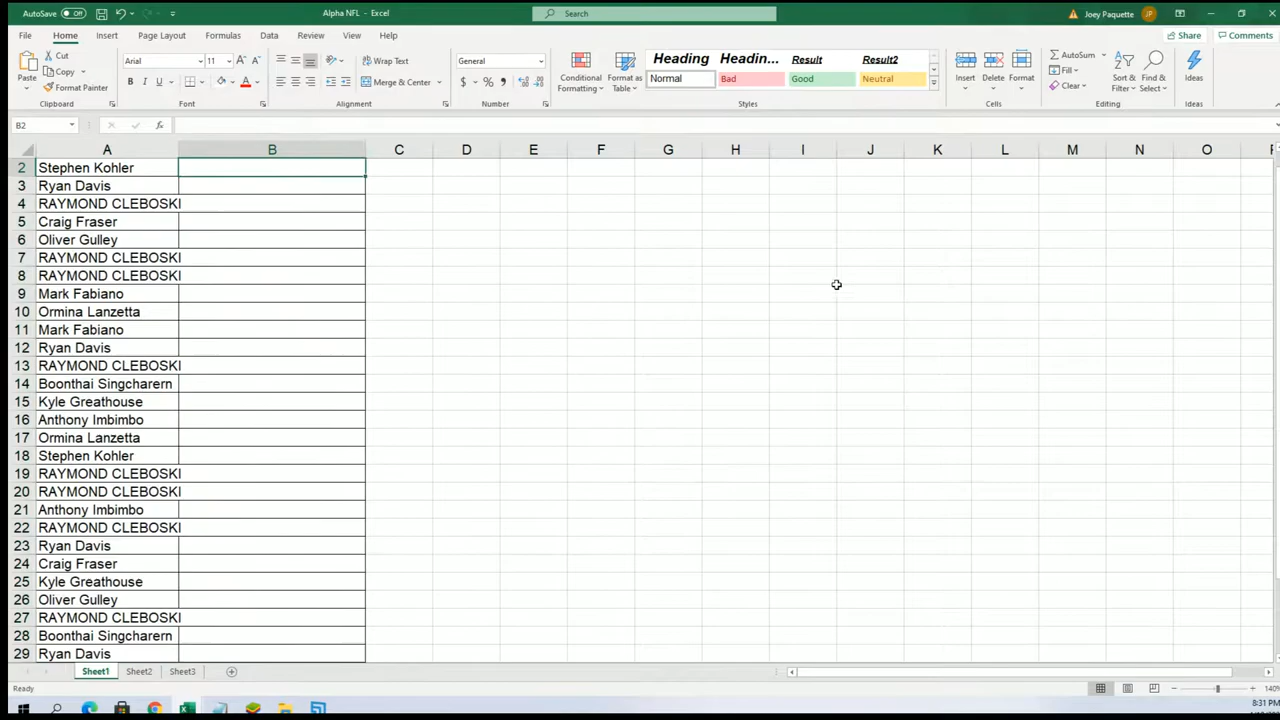 AutoSave Off Alpha NFL - Excel Search Joey Paquette JP
File Home Insert Page Layout Formulas Data Review View Help Share Comments
Paste Cut Copy Format Painter Clipboard
Arial 11 A A B I U A Font
ab Wrap Text Merge & Center Alignment
General $ % 9 Number
Conditional Formatting Format as Table
Heading Headin... Result Result2
Normal Bad Good Neutral
Styles
Insert Delete Format Cells
AutoSum Fill Clear Sort & Filter Find & Select Editing
Ideas Ideas
B2 fx
A B C D E F G H I J K L M N O
2 Stephen Kohler
3 Ryan Davis
4 RAYMOND CLEBOSKI
5 Craig Fraser
6 Oliver Gulley
7 RAYMOND CLEBOSKI
8 RAYMOND CLEBOSKI
9 Mark Fabiano
10 Ormina Lanzetta
11 Mark Fabiano
12 Ryan Davis
13 RAYMOND CLEBOSKI
14 Boonthai Singcharern
15 Kyle Greathouse
16 Anthony Imbimbo
17 Ormina Lanzetta
18 Stephen Kohler
19 RAYMOND CLEBOSKI
20 RAYMOND CLEBOSKI
21 Anthony Imbimbo
22 RAYMOND CLEBOSKI
23 Ryan Davis
24 Craig Fraser
25 Kyle Greathouse
26 Oliver Gulley
27 RAYMOND CLEBOSKI
28 Boonthai Singcharern
29 Ryan Davis
Sheet1 Sheet2 Sheet3
Ready 140%
8:31 PM